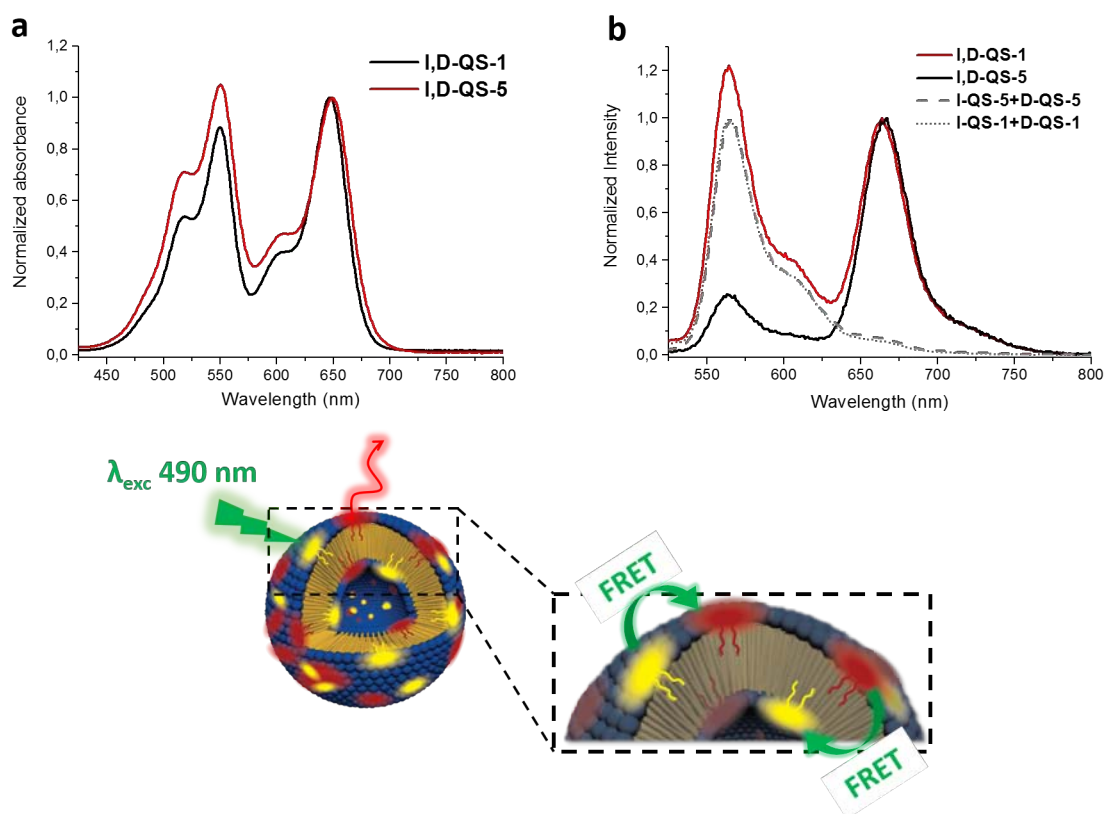 a
I,D-QS-1
I,D-QS-5
1,2
1,0
0,8
0,6
0,4
0,2
0,0
Normalized absorbance
450 500 550 600 650 700 750 800
Wavelength (nm)
b
I,D-QS-1
I,D-QS-5
I-QS-5+D-QS-5
I-QS-1+D-QS-1
1,2
1,0
0,8
0,6
0,4
0,2
0,0
Normalized Intensity
550 600 650 700 750 800
Wavelength (nm)
λexc 490 nm
FRET
FRET